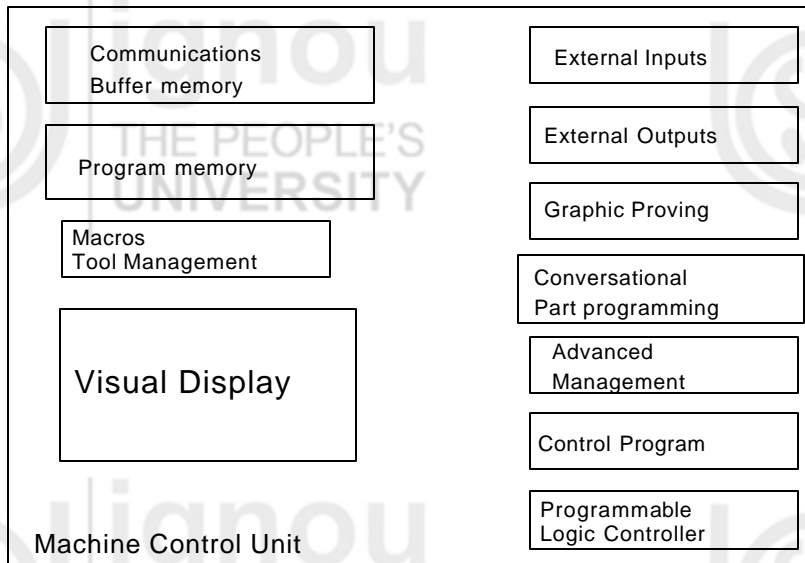 Communications
Buffer memory
Program memory
Macros
Tool Management
Visual Display
Machine Control Unit
External Inputs
External Outputs
Graphic Proving
Conversational
Part programming
Advanced
Management
Control Program
Programmable
Logic Controller
ignou
THE PEOPLE'S
UNIVERSITY
ignou